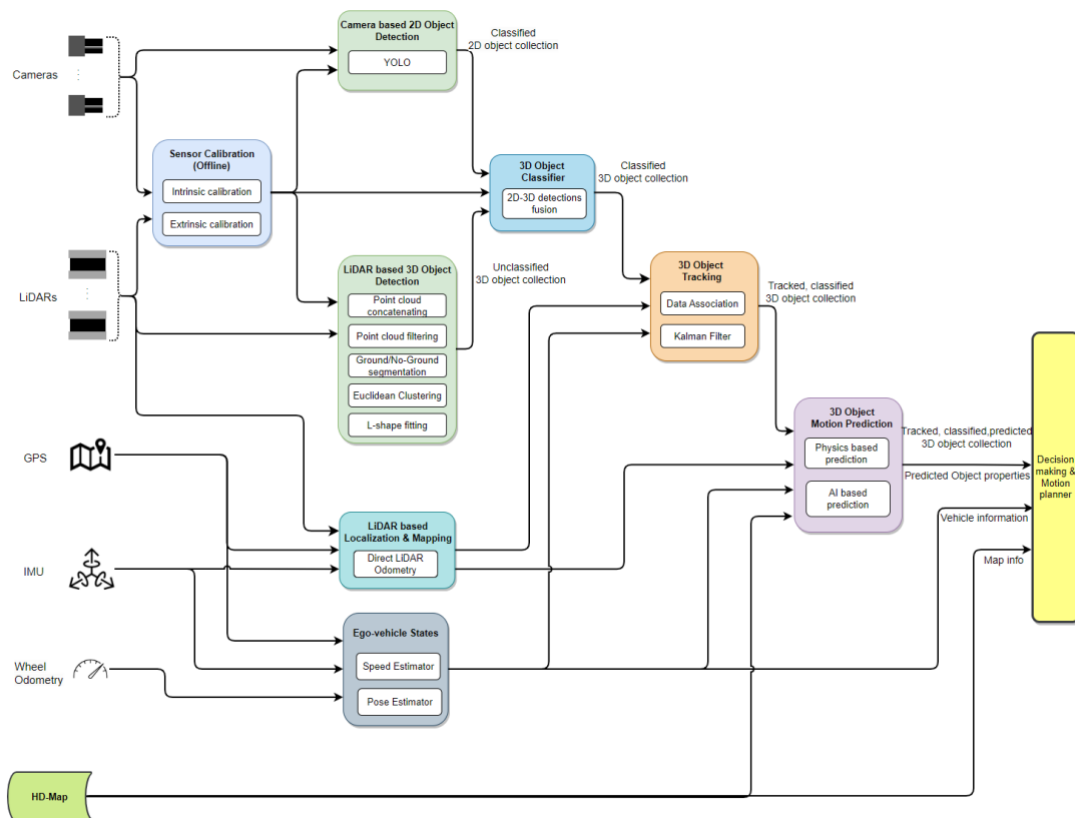 Cameras
LiDARs
GPS
IMU
Wheel
Odometry
HD-Map
Sensor Calibration
(Offline)
Intrinsic calibration
Extrinsic calibration
Camera based 2D Object
Detection
YOLO
Classified
2D object collection
LiDAR based 3D Object
Detection
Point cloud
concatenating
Point cloud filtering
Ground/No-Ground
segmentation
Euclidean Clustering
L-shape fitting
Unclassified
3D object collection
LiDAR based
Localization & Mapping
Direct LiDAR
Odometry
Ego-vehicle States
Speed Estimator
Pose Estimator
3D Object
Classifier
2D-3D detections
fusion
Classified
3D object collection
3D Object
Tracking
Data Association
Kalman Filter
Tracked, classified
3D object collection
3D Object
Motion Prediction
Physics based
prediction
AI based
prediction
Tracked, classified,predicted
3D object collection
Predicted Object properties
Vehicle information
Map info
Decision
making &
Motion
planner